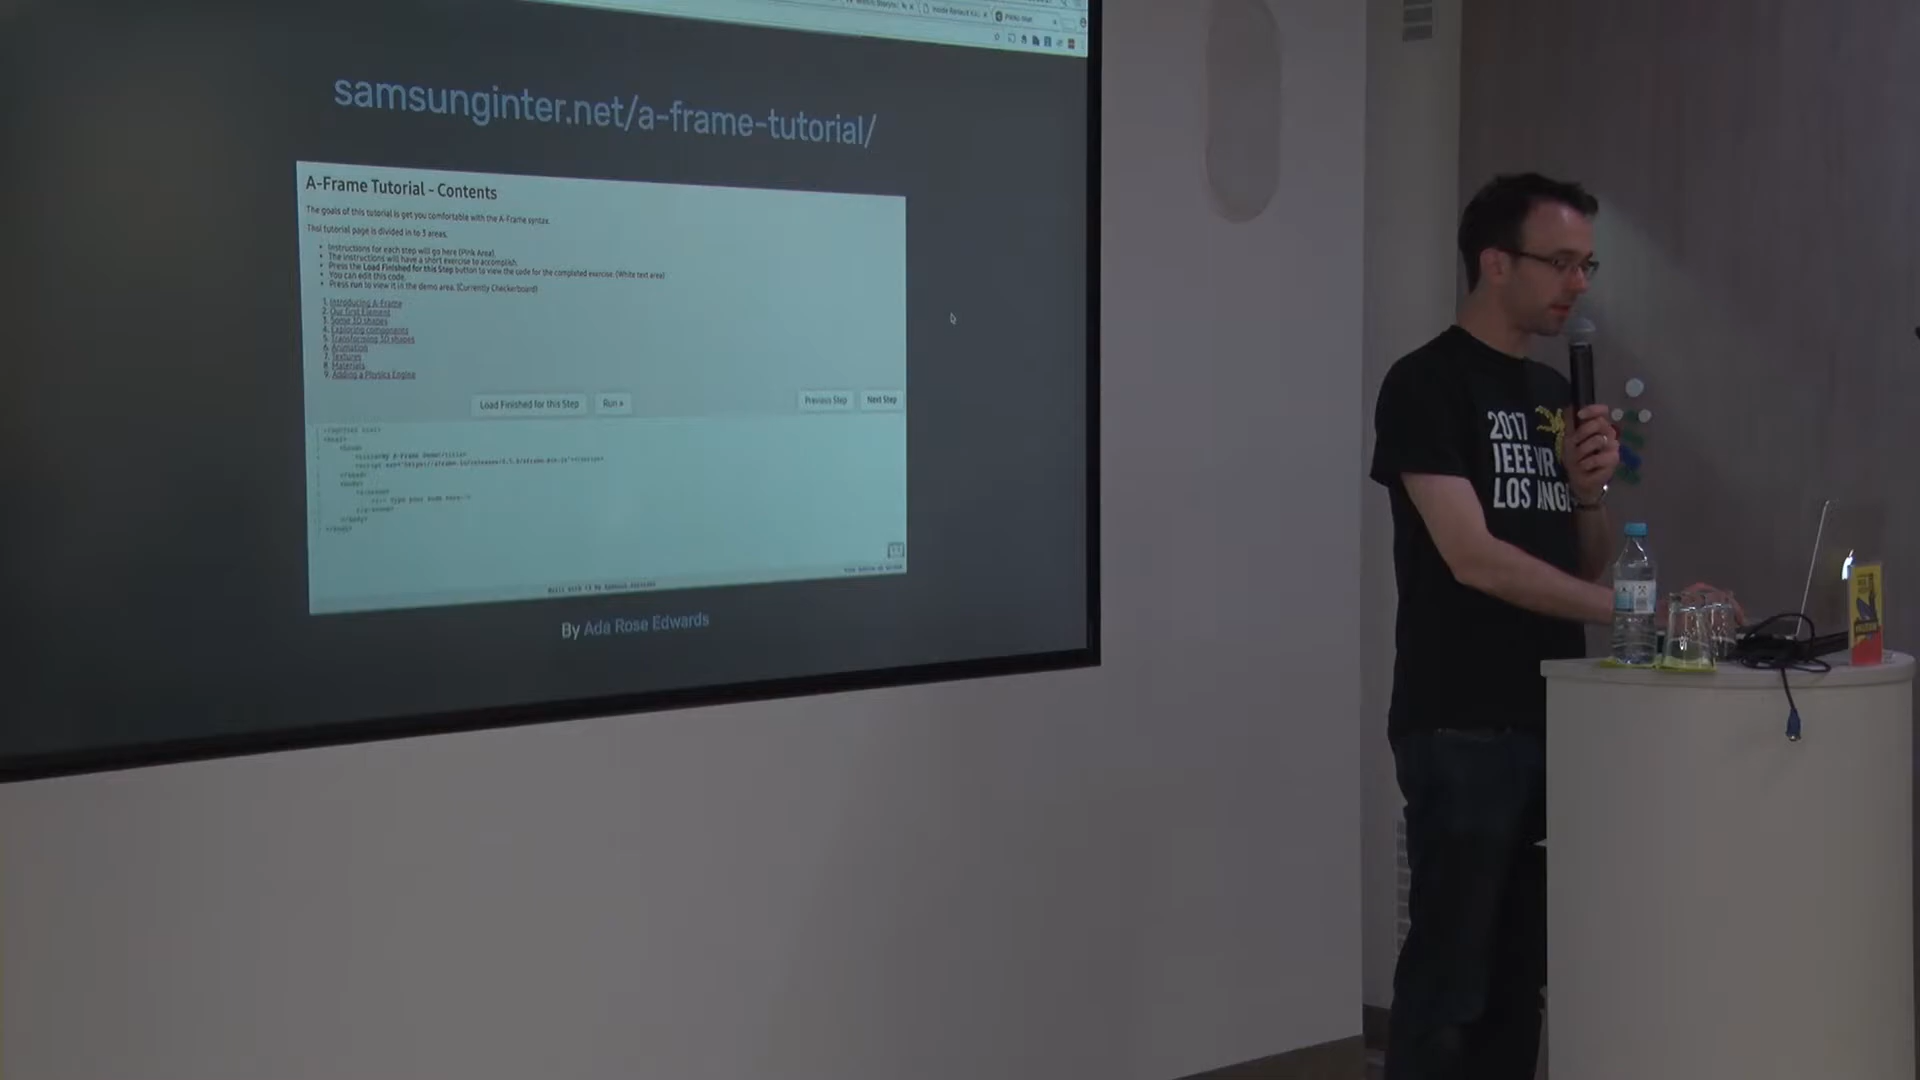 samsunginter.net/a-frame-tutorial/
A-Frame Tutorial - Contents
The goals of this tutorial is get you comfortable with the A-Frame syntax.
Thsi tutorial page is divided in to 3 areas.
Instructions for each step will go here (Pink Area)
The instructions will have a short exercise to accomplish.
Press the Load Finished for this Step button to view the code for the completed exercise. (White text area)
You can edit this code.
Press run to view it in the demo area. (Currently Checkerboard)
1. Introducing A-Frame
2. Our first Element
3. Some 3D shapes
4. Exploring components
5. Transforming 3D shapes
6. Animation
7. Textures
8. Materials
9. Adding a Physics Engine
Load Finished for this Step
Run »
Previous Step
Next Step
By Ada Rose Edwards
2017
IEEE VR
LOS ANG